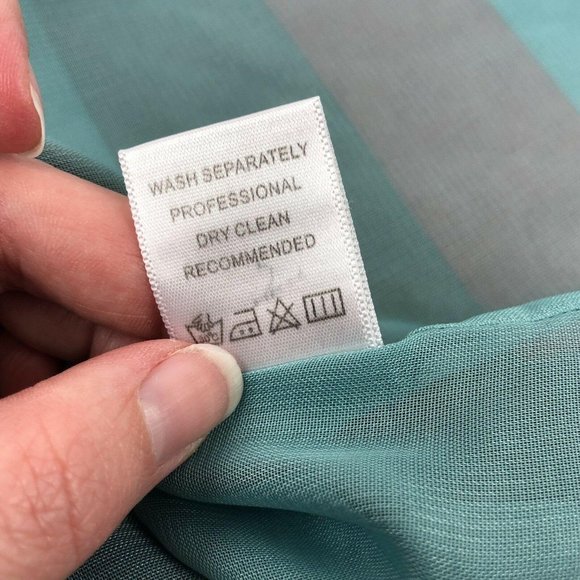 WASH SEPARATELY
PROFESSIONAL
DRY CLEAN
RECOMMENDED